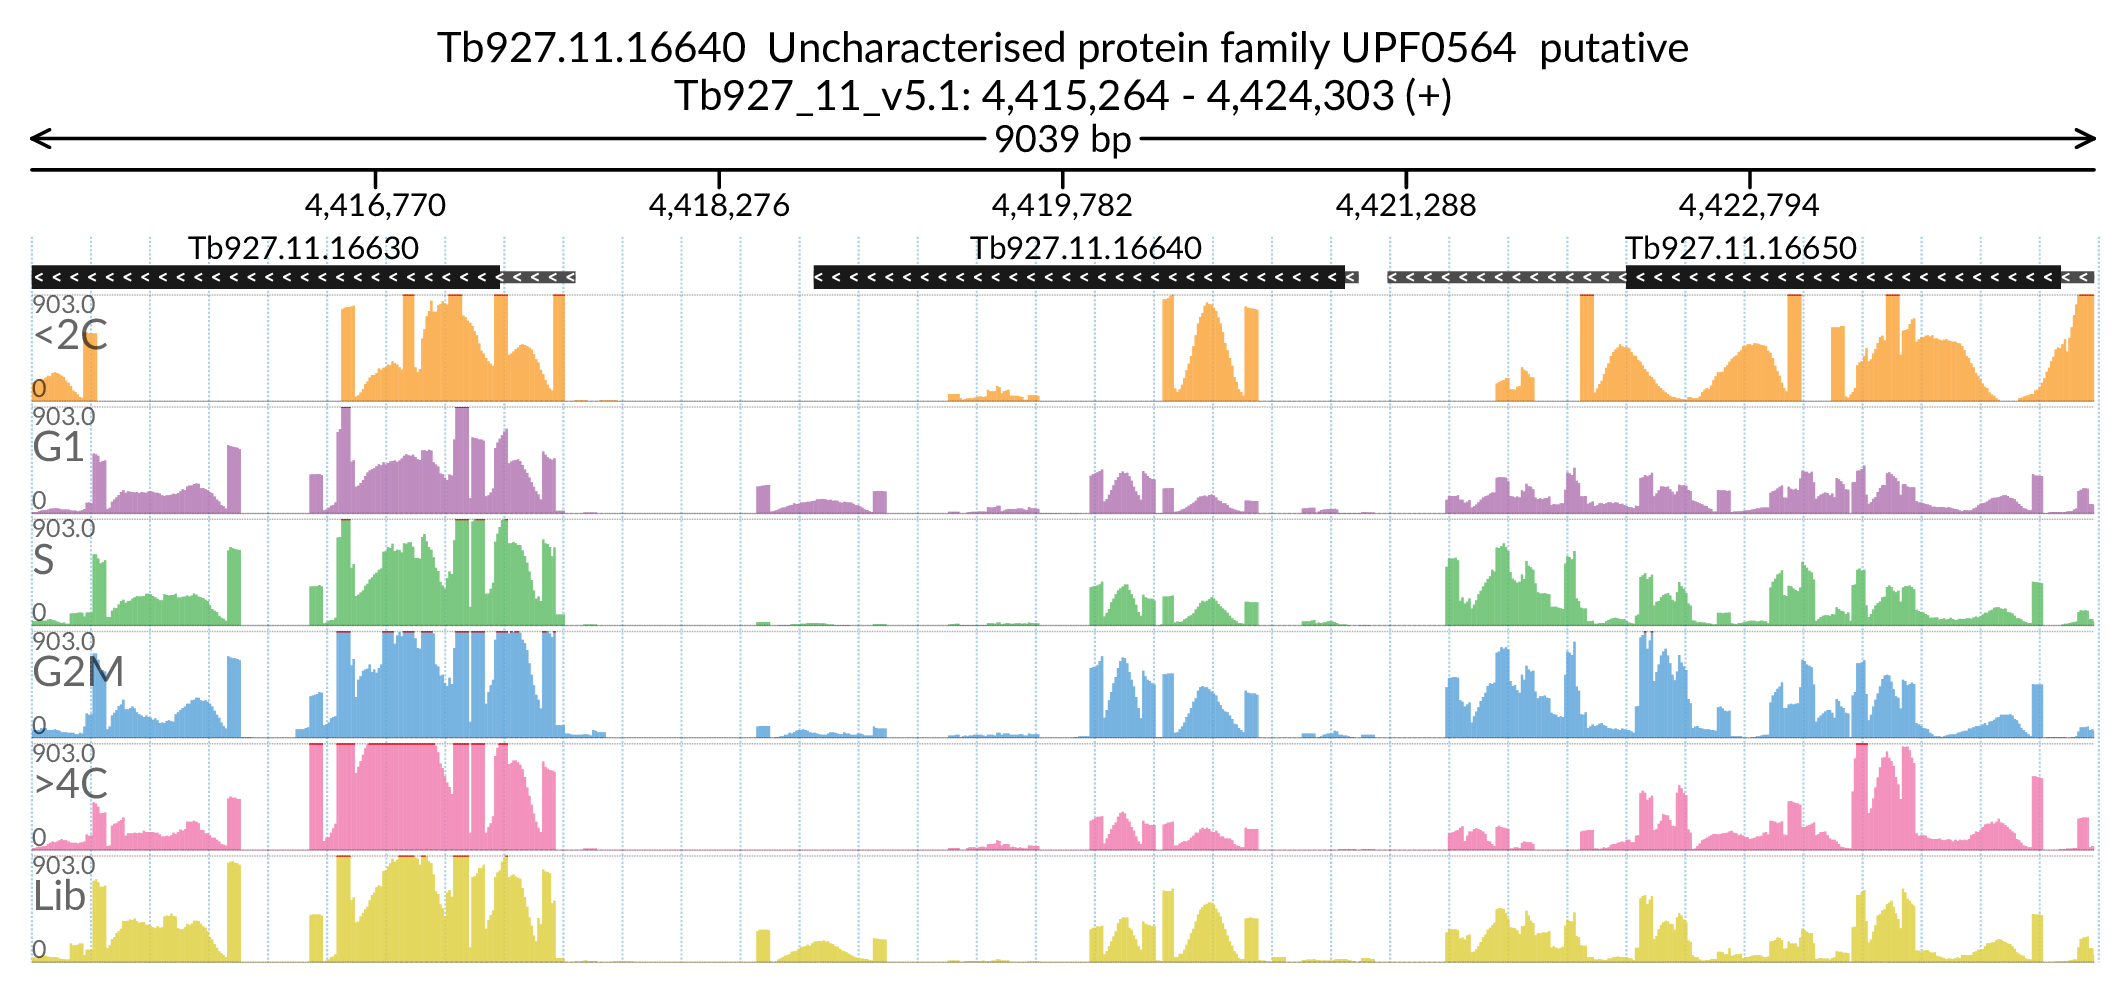 Tb927.11.16640  Uncharacterised protein family UPF0564  putative
Tb927_11_v5.1: 4,415,264 - 4,424,303 (+)
9039 bp
4,416,770 4,418,276 4,419,782 4,421,288 4,422,794
Tb927.11.16630 Tb927.11.16640 Tb927.11.16650
903.0
<2C
0
903.0
G1
0
903.0
S
0
903.0
G2M
0
903.0
>4C
0
903.0
Lib
0